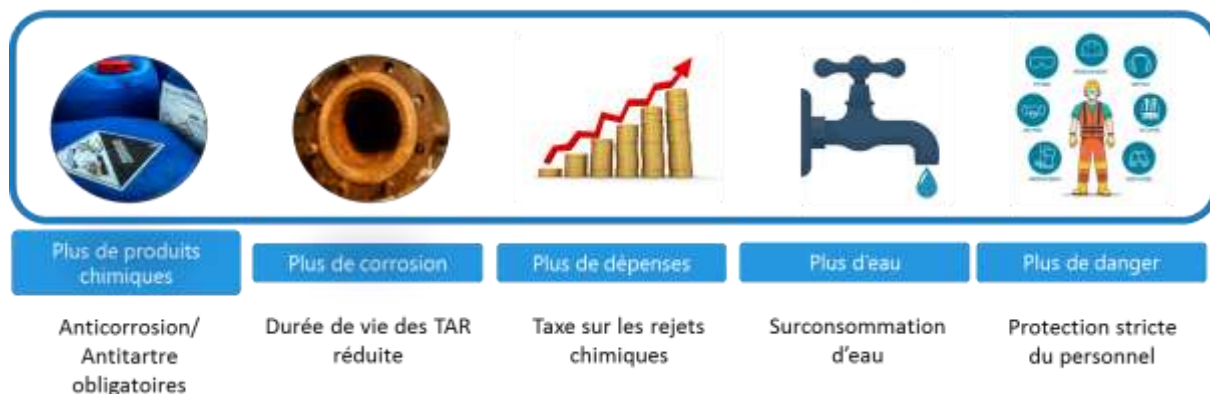 Plus de produits
chimiques
Plus de corrosion
Plus de dépenses
Plus d'eau
Plus de danger
Anticorrosion/
Antitartre
obligatoires
Durée de vie des TAR
réduite
Taxe sur les rejets
chimiques
Surconsommation
d'eau
Protection stricte
du personnel